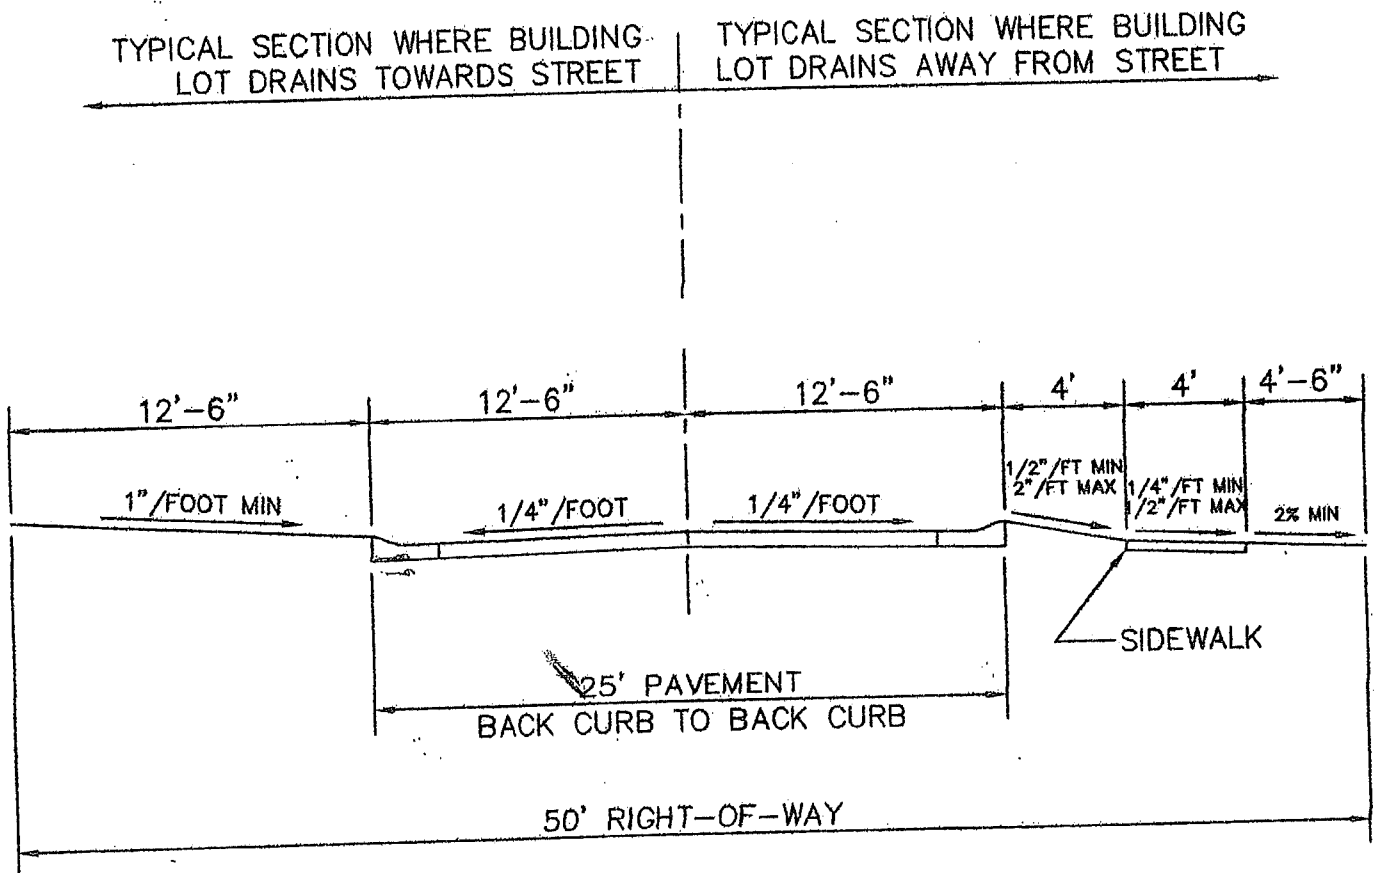 TYPICAL SECTION WHERE BUILDING
LOT DRAINS TOWARDS STREET
TYPICAL SECTION WHERE BUILDING
LOT DRAINS AWAY FROM STREET
12'-6"
12'-6"
12'-6"
4'
4'
4'-6"
1"/FOOT MIN
1/4"/FOOT
1/4"/FOOT
1/2"/FT MIN
2"/FT MAX
1/4"/FT MIN
1/2"/FT MAX
2% MIN
SIDEWALK
25' PAVEMENT
BACK CURB TO BACK CURB
50' RIGHT-OF-WAY